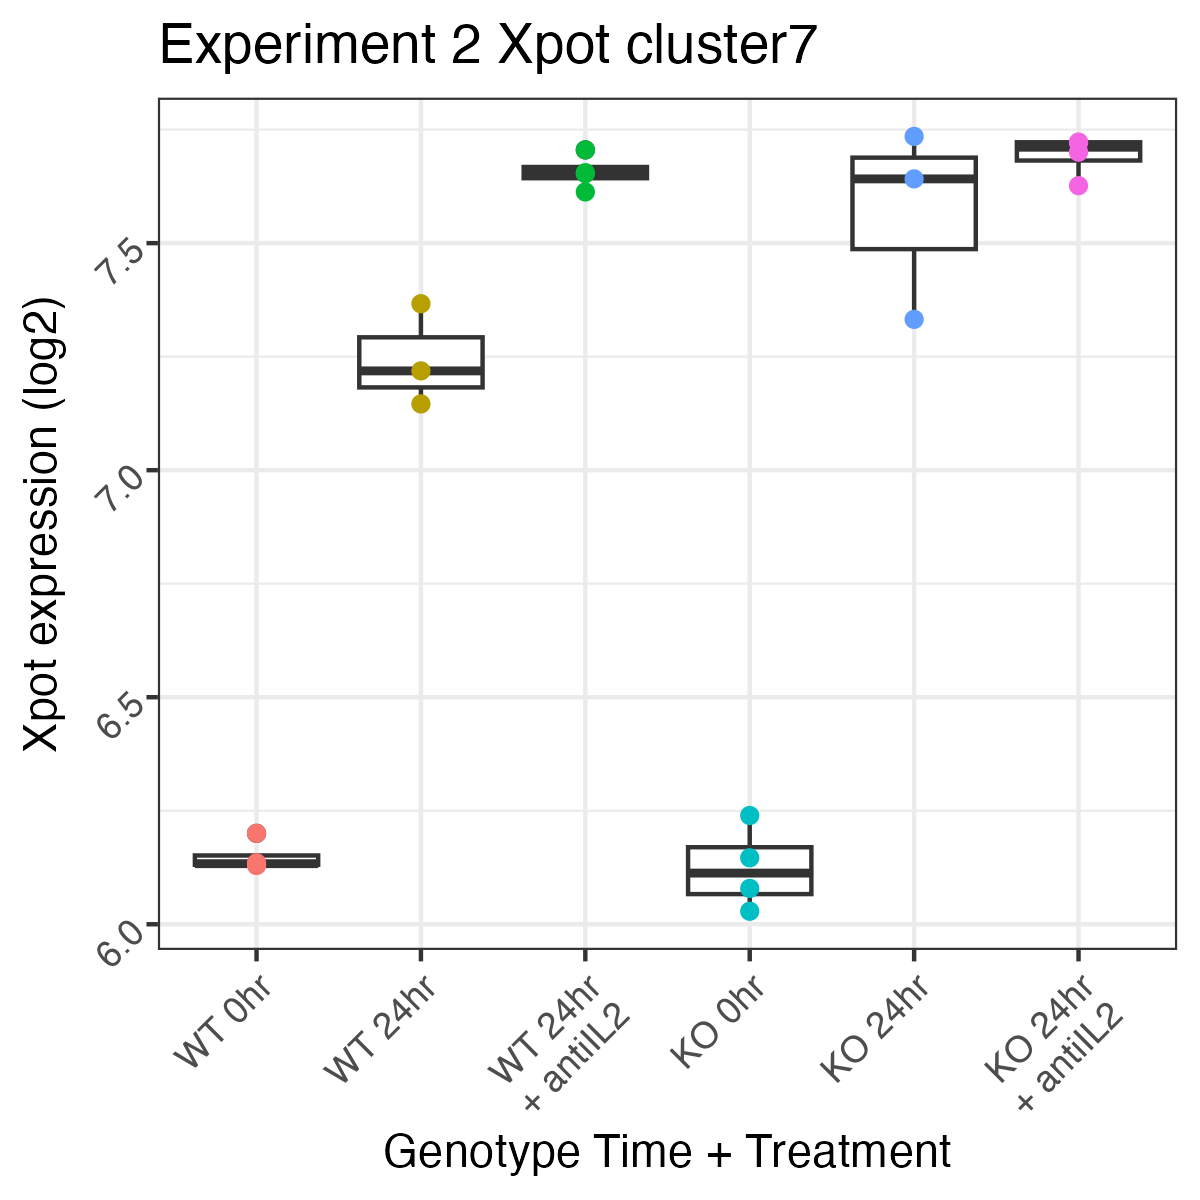 Experiment 2 Xpot cluster7
Xpot expression (log2)
7.5
7.0
6.5
6.0
WT 0hr
WT 24hr
WT 24hr
+ antiIL2
KO 0hr
KO 24hr
KO 24hr
+ antiIL2
Genotype Time + Treatment